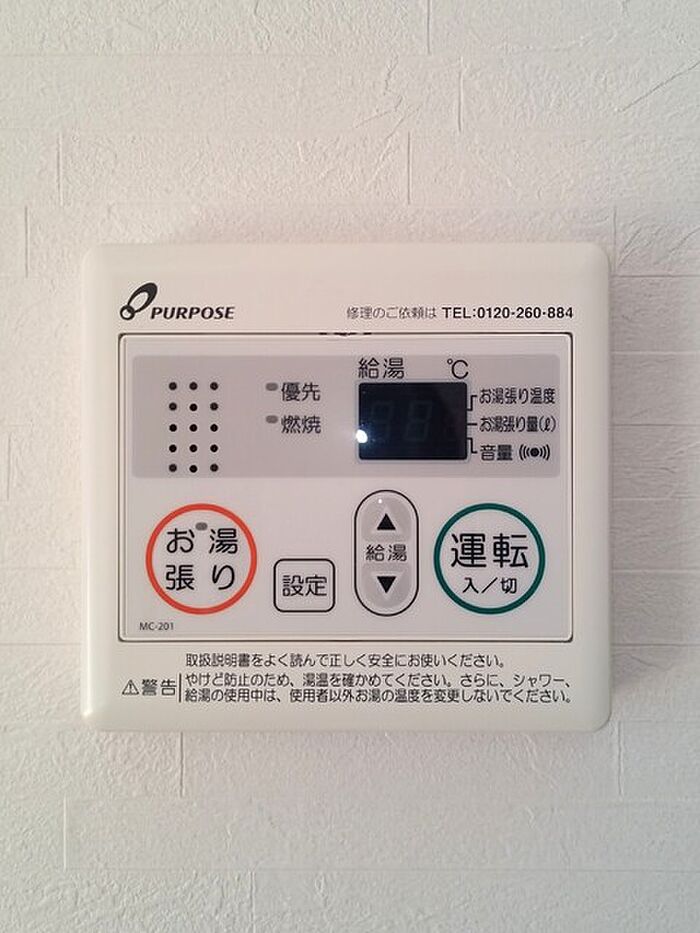 PURPOSE
修理のご依頼は TEL:0120-260-884
給湯 ℃
優先
燃焼
お湯張り温度
お湯張り量(ℓ)
音量
お湯
張り
設定
▲
給湯
▼
運転
入/切
MC-201
取扱説明書をよく読んで正しく安全にお使いください。
⚠警告
やけど防止のため、湯温を確かめてください。さらに、シャワー、
給湯の使用中は、使用者以外お湯の温度を変更しないでください。